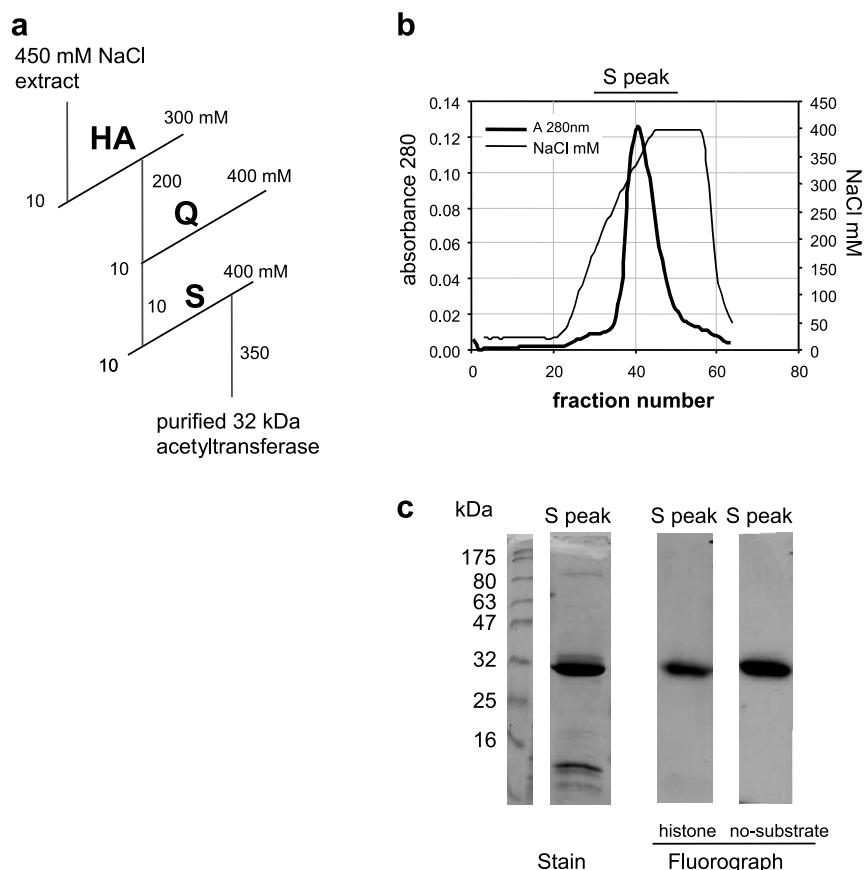 a
450 mM NaCl
extract
HA
300 mM
10
200
400 mM
Q
10
10
400 mM
S
10
350
purified 32 kDa
acetyltransferase
b
S peak
absorbance 280
0.14
0.12
0.10
0.08
0.06
0.04
0.02
0.00
A 280nm
NaCl mM
450
400
350
300
250
200
150
100
50
0
NaCl mM
0 20 40 60 80
fraction number
c
kDa
S peak S peak S peak
175
80
63
47
32
25
16
histone no-substrate
Stain Fluorograph